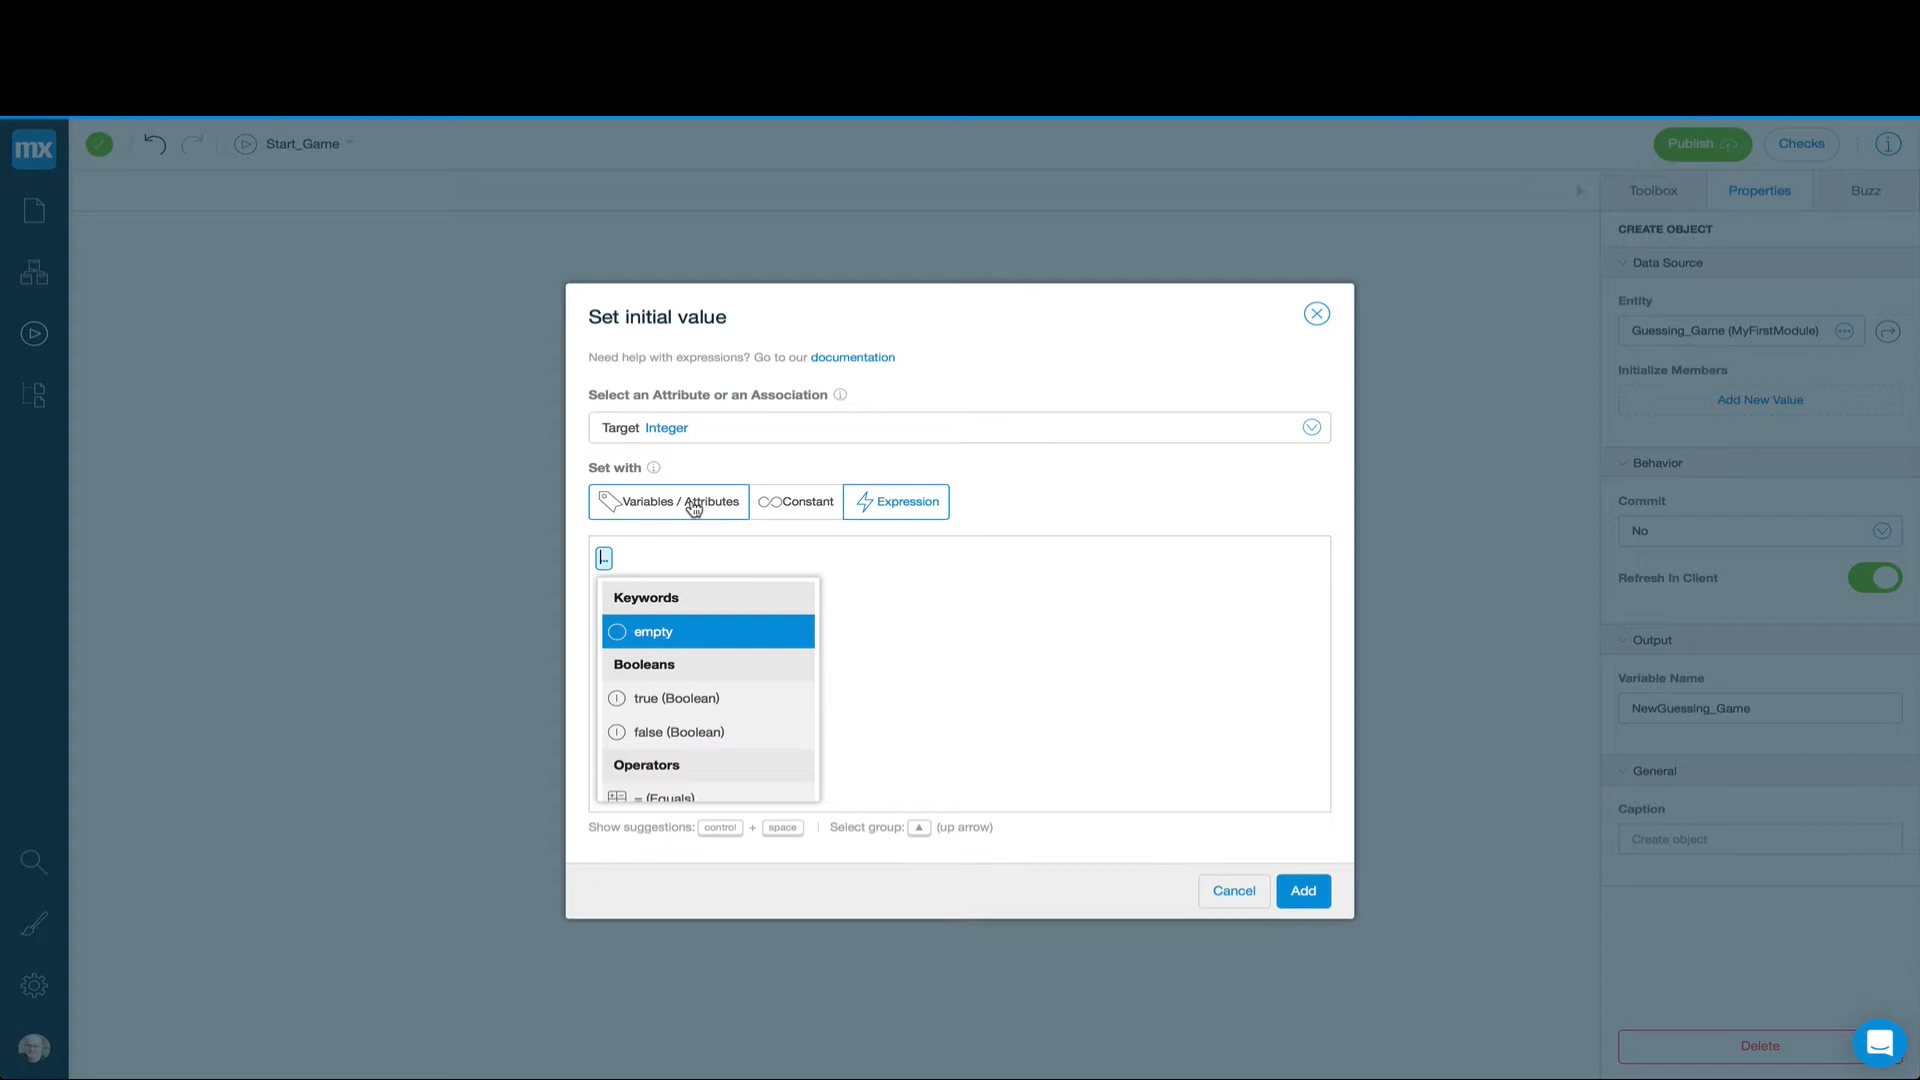 mx
Start_Game
Publish
Checks
Toolbox
Properties
Buzz
CREATE OBJECT
Data Source
Entity
Guessing_Game (MyFirstModule)
Initialize Members
Add New Value
Behavior
Commit
No
Refresh In Client
Output
Variable Name
NewGuessing_Game
General
Caption
Create object
Delete
Set initial value
Need help with expressions? Go to our documentation
Select an Attribute or an Association
Target Integer
Set with
Variables / Attributes
Constant
Expression
...
Keywords
empty
Booleans
true (Boolean)
false (Boolean)
Operators
= (Equals)
Show suggestions: control + space | Select group: ▲ (up arrow)
Cancel
Add